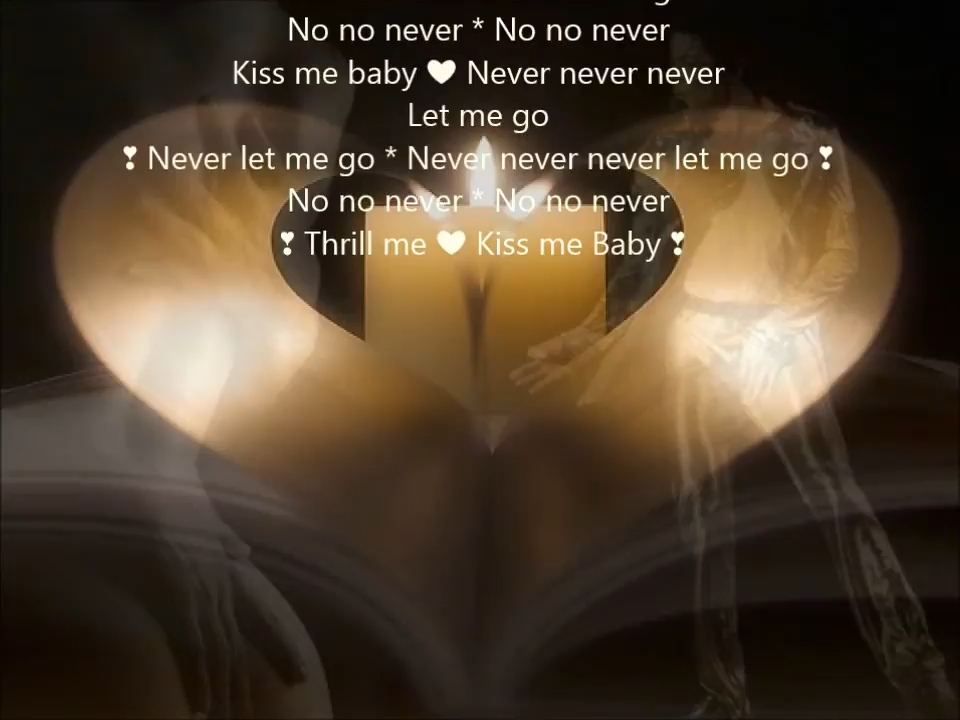 No no never * No no never
Kiss me baby ♥ Never never never
Let me go
❣ Never let me go * Never never never let me go ❣
No no never * No no never
❣ Thrill me ♥ Kiss me Baby ❣